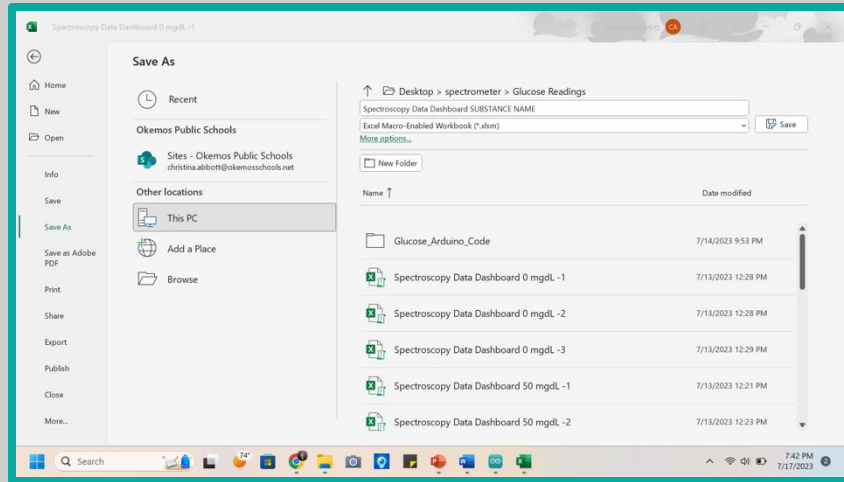 Spectroscopy Data Dashboard 0 mgdL -1
CA
Save As
Home
New
Open
Info
Save
Save As
Save as Adobe
PDF
Print
Share
Export
Publish
Close
More...
Recent
Okemos Public Schools
Sites - Okemos Public Schools
christina.abbott@okemosschools.net
Other locations
This PC
Add a Place
Browse
Desktop > spectrometer > Glucose Readings
Spectroscopy Data Dashboard SUBSTANCE NAME
Excel Macro-Enabled Workbook (*.xlsm)
Save
More options...
New Folder
Name Date modified
Glucose_Arduino_Code 7/14/2023 9:53 PM
Spectroscopy Data Dashboard 0 mgdL -1 7/13/2023 12:28 PM
Spectroscopy Data Dashboard 0 mgdL -2 7/13/2023 12:28 PM
Spectroscopy Data Dashboard 0 mgdL -3 7/13/2023 12:29 PM
Spectroscopy Data Dashboard 50 mgdL -1 7/13/2023 12:21 PM
Spectroscopy Data Dashboard 50 mgdL -2 7/13/2023 12:23 PM
Search
74°
7:42 PM
7/17/2023
2